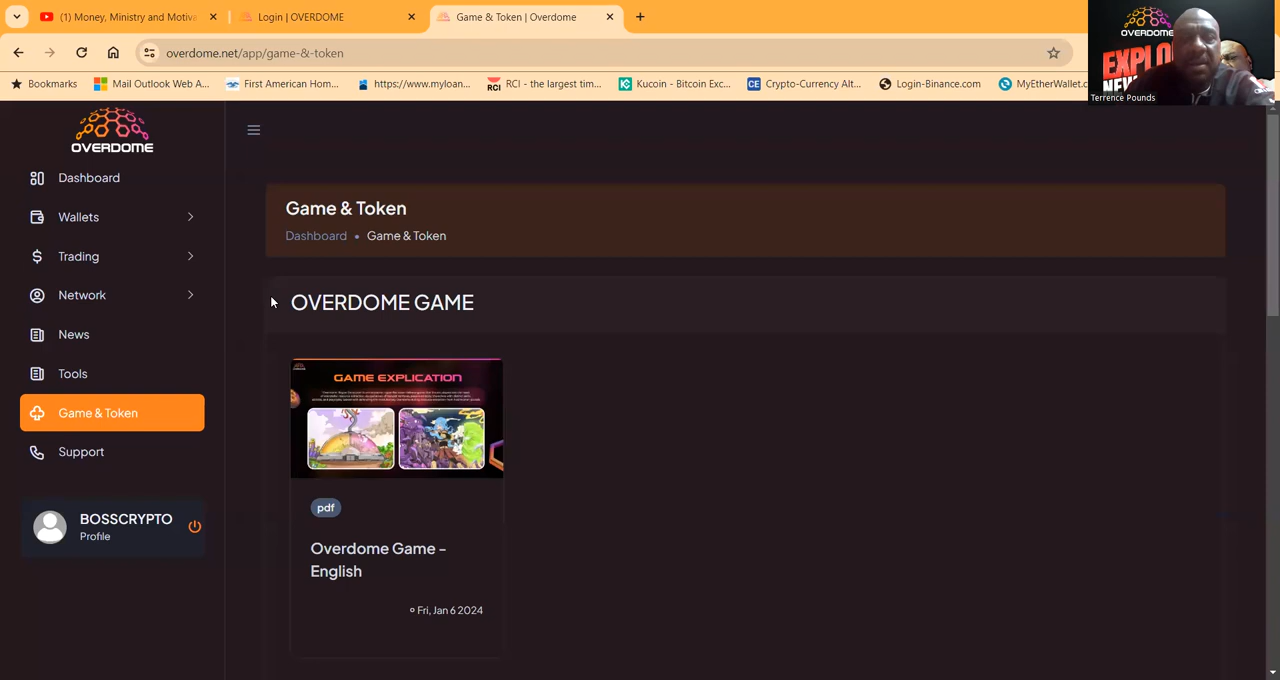 (1) Money, Ministry and Motiva
Login | OVERDOME
Game & Token | Overdome
overdome.net/app/game-&-token
Bookmarks
Mail Outlook Web A...
First American Hom...
https://www.myloan...
RCI - the largest tim...
Kucoin - Bitcoin Exc...
Crypto-Currency Alt...
Login-Binance.com
MyEtherWallet.c
OVERDOME
EXPLO
NEW
Terrence Pounds
OVERDOME
Dashboard
Wallets
Trading
Network
News
Tools
Game & Token
Support
BOSSCRYPTO
Profile
Game & Token
Dashboard • Game & Token
OVERDOME GAME
GAME EXPLICATION
pdf
Overdome Game -
English
Fri, Jan 6 2024